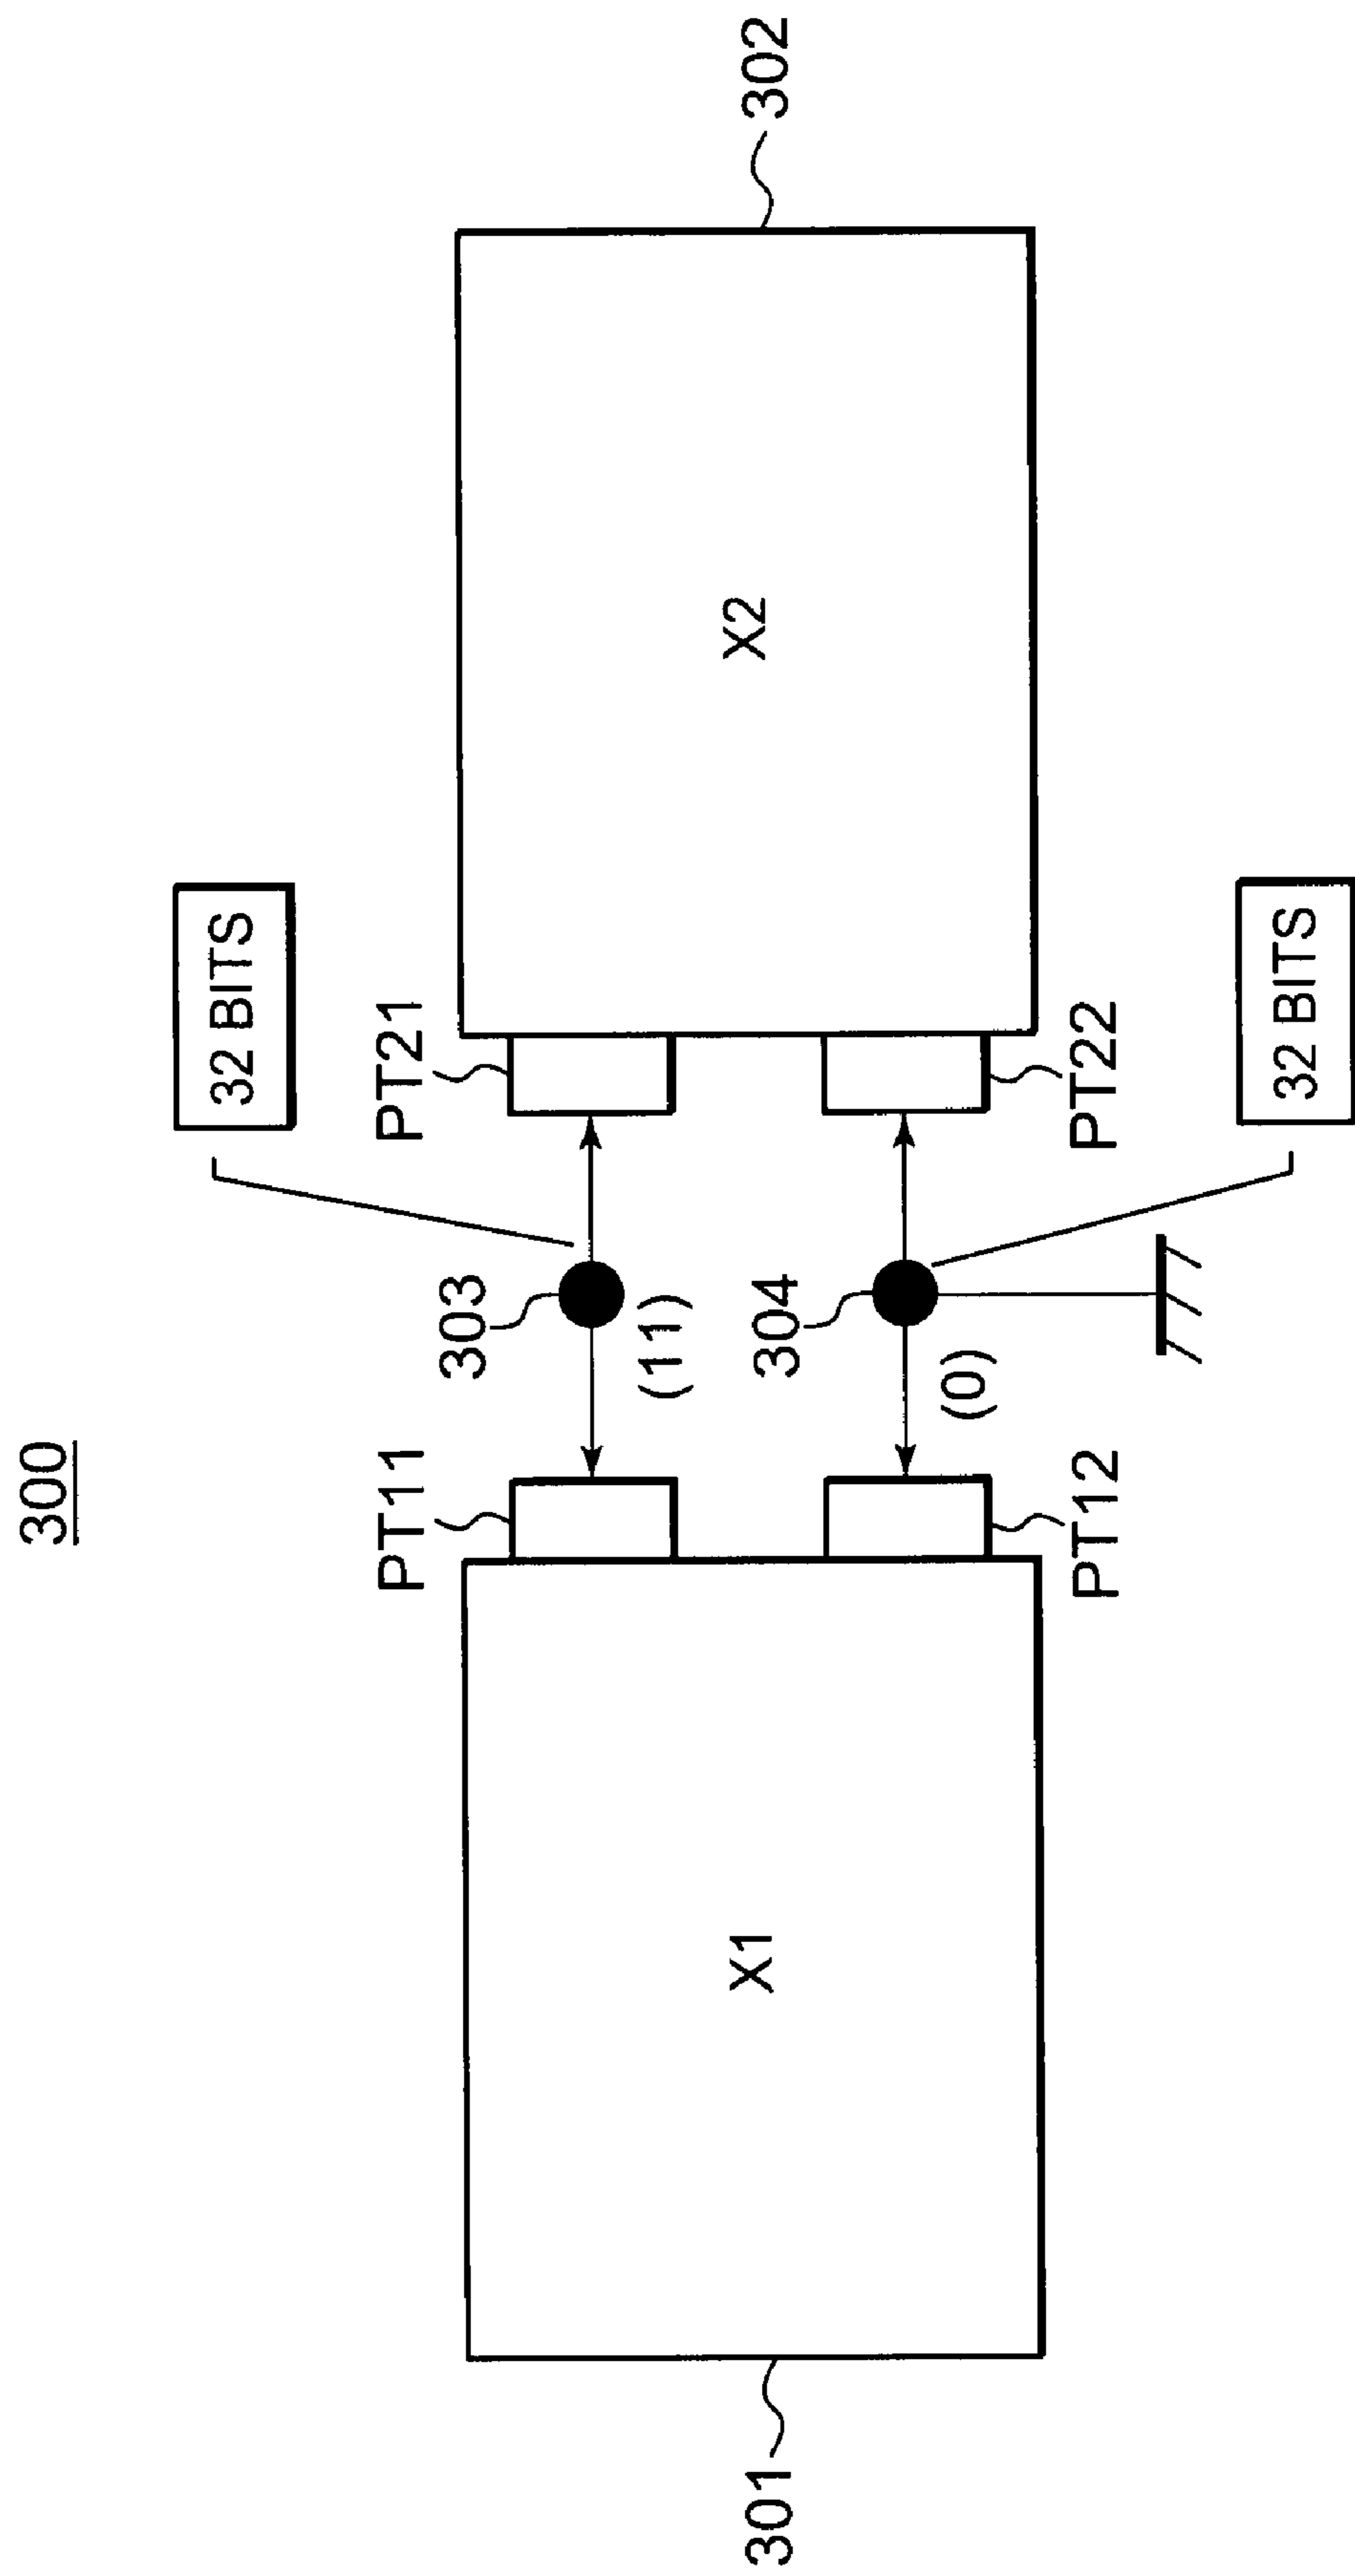 300
32 BITS
PT11
PT21
303
(11)
301
X1
X2
302
304
(0)
PT12
PT22
32 BITS